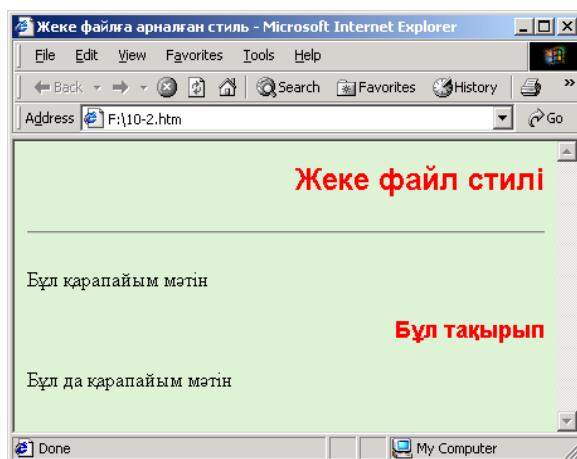 Жеке файлға арналған стиль - Microsoft Internet Explorer
File Edit View Favorites Tools Help
Back Search Favorites History »
Address F:\10-2.htm Go
Жеке файл стилі
Бұл қарапайым мәтін
Бұл тақырып
Бұл да қарапайым мәтін
Done My Computer